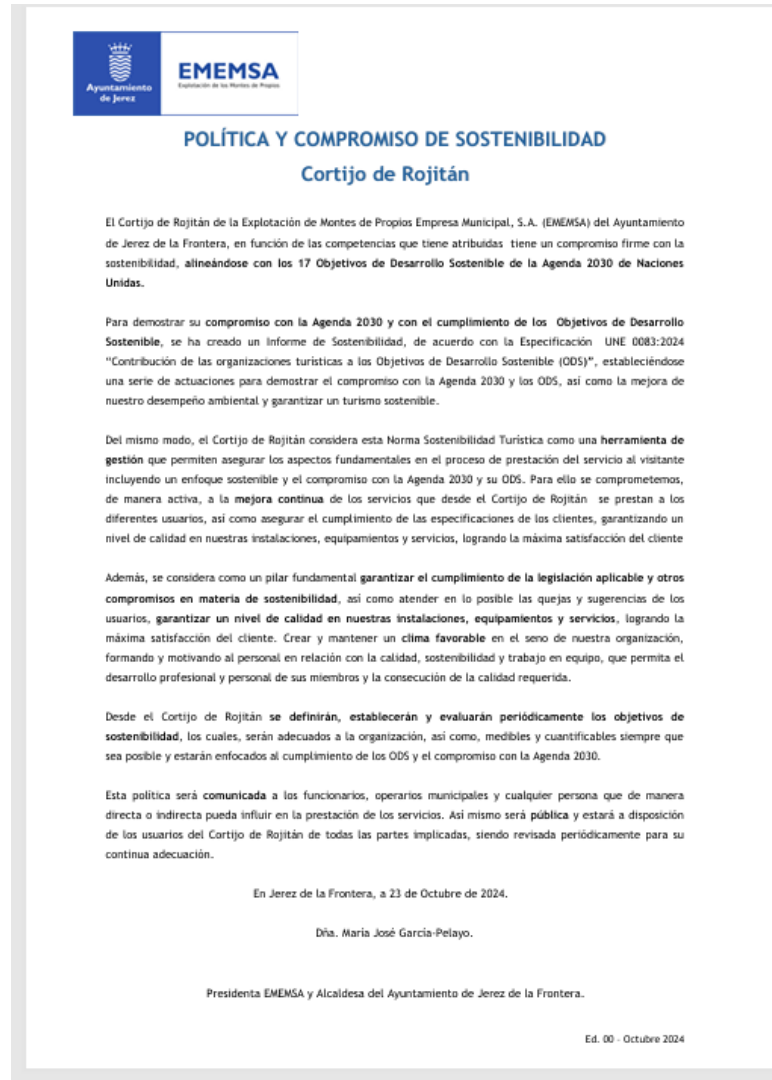 Ayuntamiento
de Jerez
EMEMSA
Explotación de los Montes de Propios
POLÍTICA Y COMPROMISO DE SOSTENIBILIDAD
Cortijo de Rojitán
El Cortijo de Rojitán de la Explotación de Montes de Propios Empresa Municipal, S.A. (EMEMSA) del Ayuntamiento
de Jerez de la Frontera, en función de las competencias que tiene atribuidas tiene un compromiso firme con la
sostenibilidad, alineándose con los 17 Objetivos de Desarrollo Sostenible de la Agenda 2030 de Naciones
Unidas.
Para demostrar su compromiso con la Agenda 2030 y con el cumplimiento de los Objetivos de Desarrollo
Sostenible, se ha creado un Informe de Sostenibilidad, de acuerdo con la Especificación UNE 0083:2024
“Contribución de las organizaciones turísticas a los Objetivos de Desarrollo Sostenible (ODS)”, estableciéndose
una serie de actuaciones para demostrar el compromiso con la Agenda 2030 y los ODS, así como la mejora de
nuestro desempeño ambiental y garantizar un turismo sostenible.
Del mismo modo, el Cortijo de Rojitán considera esta Norma Sostenibilidad Turística como una herramienta de
gestión que permiten asegurar los aspectos fundamentales en el proceso de prestación del servicio al visitante
incluyendo un enfoque sostenible y el compromiso con la Agenda 2030 y su ODS. Para ello se comprometemos,
de manera activa, a la mejora continua de los servicios que desde el Cortijo de Rojitán se prestan a los
diferentes usuarios, así como asegurar el cumplimiento de las especificaciones de los clientes, garantizando un
nivel de calidad en nuestras instalaciones, equipamientos y servicios, logrando la máxima satisfacción del cliente
Además, se considera como un pilar fundamental garantizar el cumplimiento de la legislación aplicable y otros
compromisos en materia de sostenibilidad, así como atender en lo posible las quejas y sugerencias de los
usuarios, garantizar un nivel de calidad en nuestras instalaciones, equipamientos y servicios, logrando la
máxima satisfacción del cliente. Crear y mantener un clima favorable en el seno de nuestra organización,
formando y motivando al personal en relación con la calidad, sostenibilidad y trabajo en equipo, que permita el
desarrollo profesional y personal de sus miembros y la consecución de la calidad requerida.
Desde el Cortijo de Rojitán se definirán, establecerán y evaluarán periódicamente los objetivos de
sostenibilidad, los cuales, serán adecuados a la organización, así como, medibles y cuantificables siempre que
sea posible y estarán enfocados al cumplimiento de los ODS y el compromiso con la Agenda 2030.
Esta política será comunicada a los funcionarios, operarios municipales y cualquier persona que de manera
directa o indirecta pueda influir en la prestación de los servicios. Así mismo será pública y estará a disposición
de los usuarios del Cortijo de Rojitán de todas las partes implicadas, siendo revisada periódicamente para su
continua adecuación.
En Jerez de la Frontera, a 23 de Octubre de 2024.
Dña. María José García-Pelayo.
Presidenta EMEMSA y Alcaldesa del Ayuntamiento de Jerez de la Frontera.
Ed. 00 - Octubre 2024